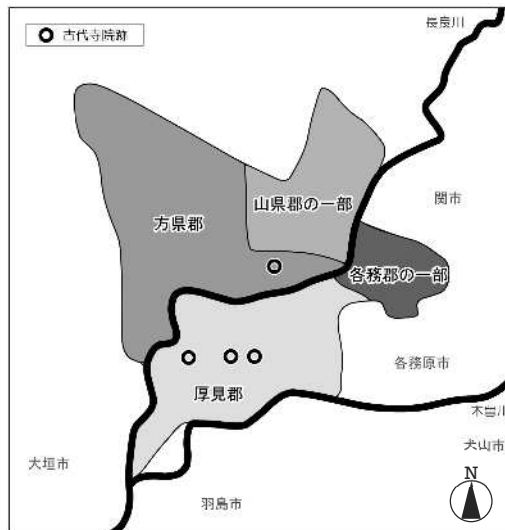 古代寺院跡
長良川
山県郡の一部
関市
方県郡
各務郡の一部
各務原市
厚見郡
木曽川
犬山市
大垣市
羽島市
N